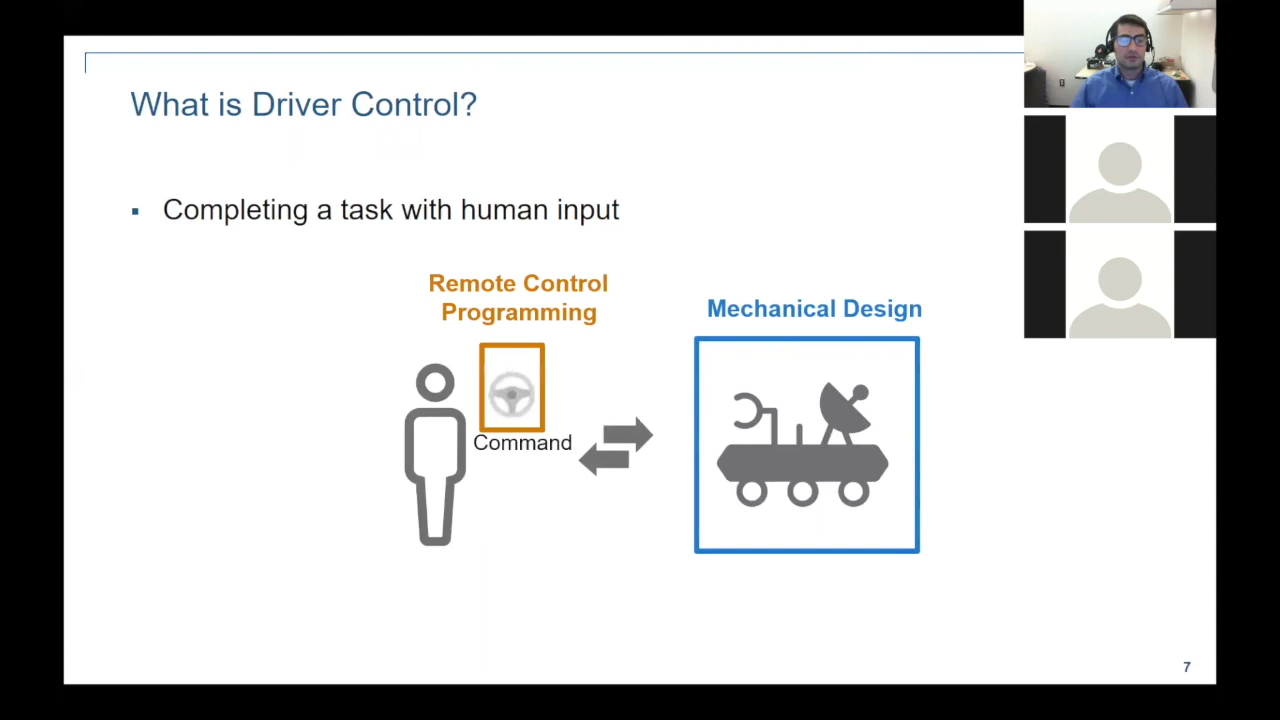 What is Driver Control?
▪ Completing a task with human input
Remote Control
Programming
Mechanical Design
Command
7